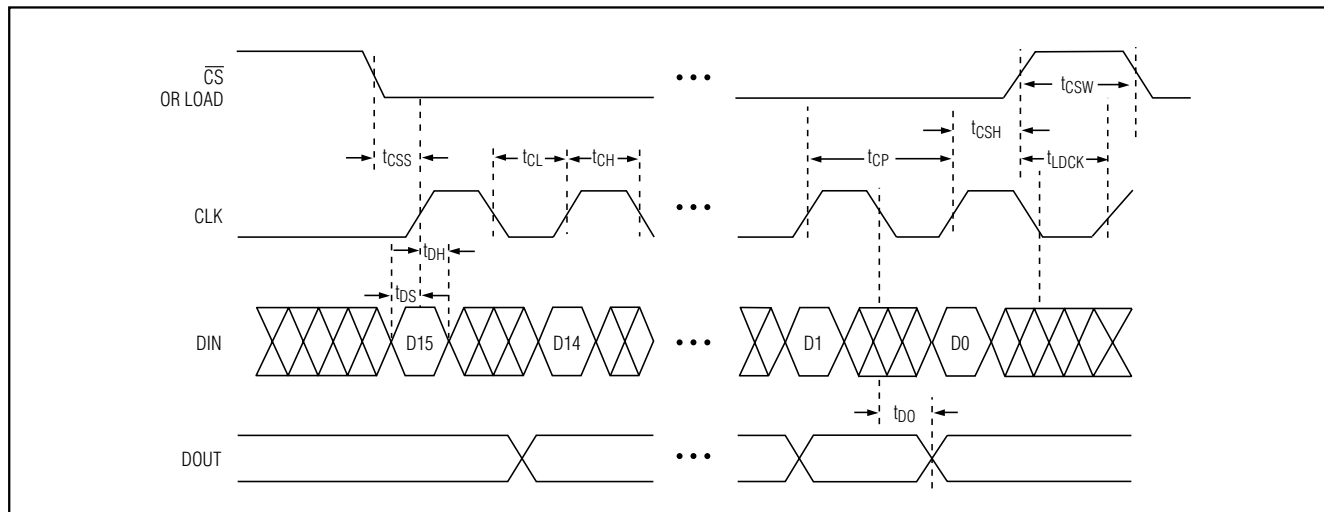 CS
OR LOAD
tCSW
tCSH
tCSS
tCL
tCH
tCP
tLDCK
CLK
tDH
tDS
DIN
D15
D14
D1
D0
tDO
DOUT